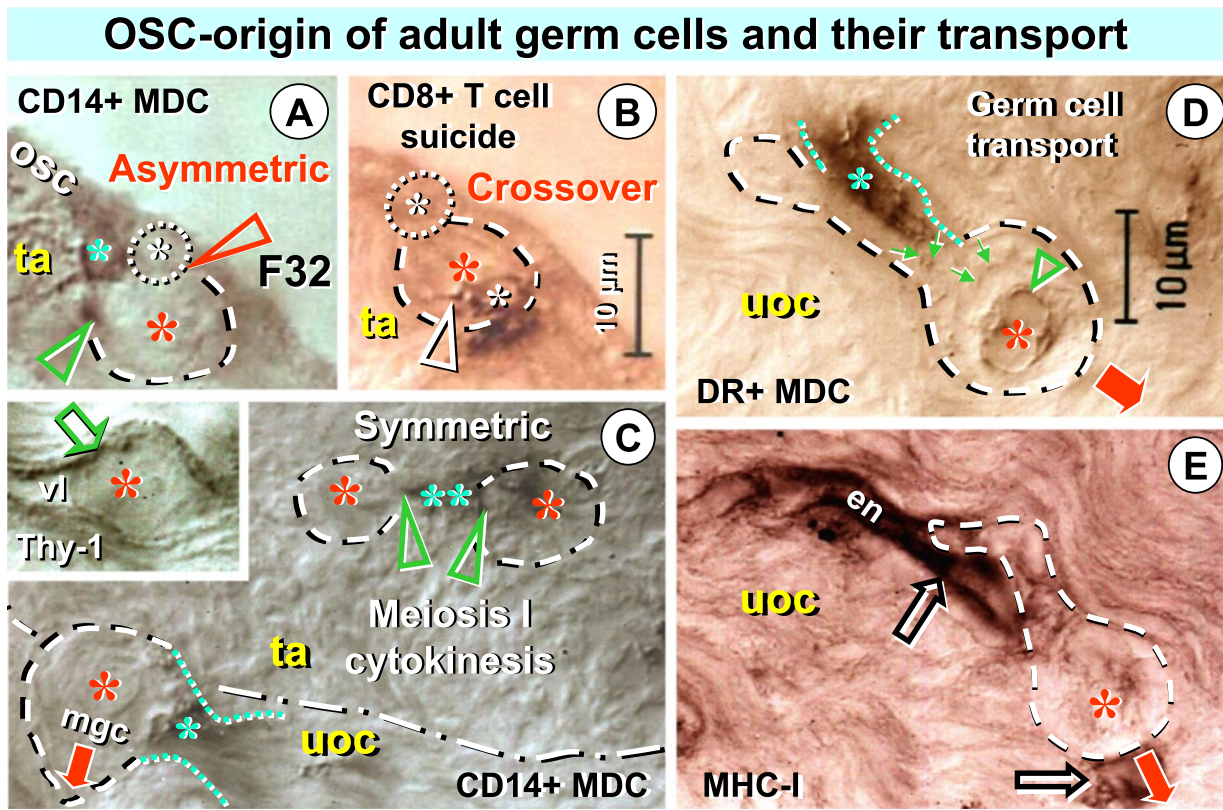 OSC-origin of adult germ cells and their transport
CD14+ MDC
A
OSC
Asymmetric
ta
*
*
F32
*
CD8+ T cell
suicide
B
*
Crossover
*
*
ta
10 µm
Germ cell
transport
D
*
uoc
10 µm
*
DR+ MDC
vl
*
Thy-1
Symmetric
C
*
**
*
Meiosis I
cytokinesis
ta
*
mgc
*
uoc
CD14+ MDC
E
en
uoc
*
MHC-I